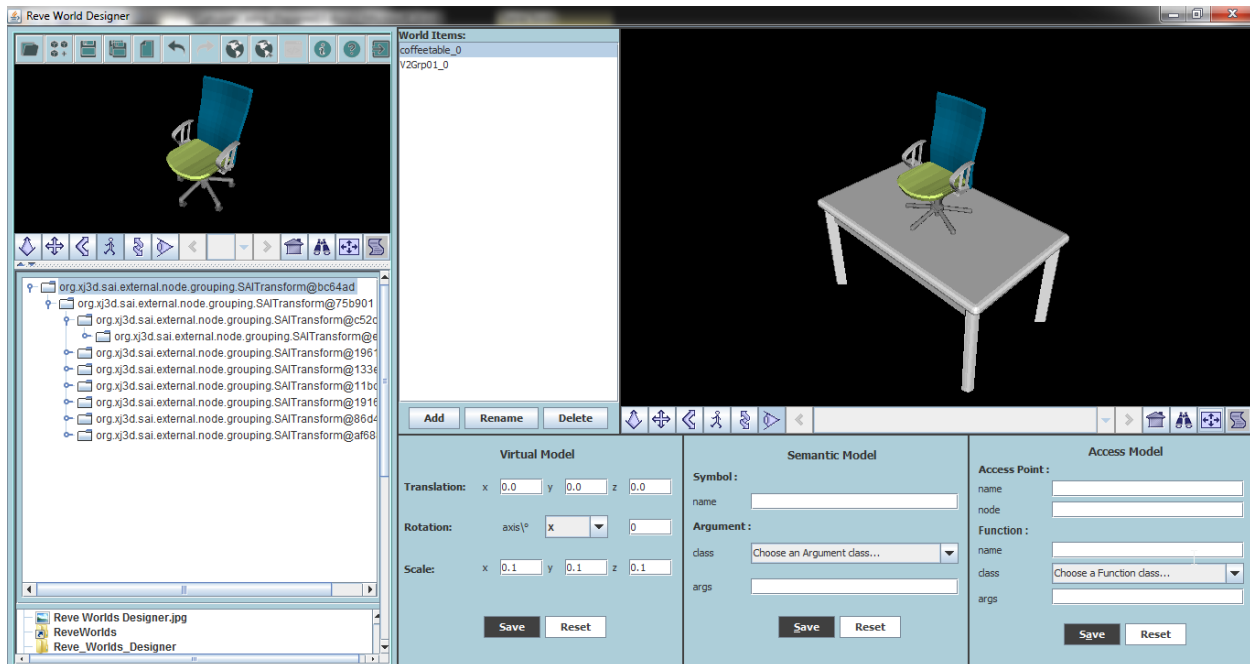 Reve World Designer
World Items:
coffeetable_0
V2Grp01_0
org.xj3d.sai.external.node.grouping.SAITransform@bc64ad
org.xj3d.sai.external.node.grouping.SAITransform@75b901
org.xj3d.sai.external.node.grouping.SAITransform@c52c
org.xj3d.sai.external.node.grouping.SAITransform@e
org.xj3d.sai.external.node.grouping.SAITransform@1961
org.xj3d.sai.external.node.grouping.SAITransform@133e
org.xj3d.sai.external.node.grouping.SAITransform@11bc
org.xj3d.sai.external.node.grouping.SAITransform@1916
org.xj3d.sai.external.node.grouping.SAITransform@86d4
org.xj3d.sai.external.node.grouping.SAITransform@af68
Reve Worlds Designer.jpg
ReveWorlds
Reve_Worlds_Designer
Add Rename Delete
Virtual Model
Translation: x 0.0 y 0.0 z 0.0
Rotation: axis\° x 0
Scale: x 0.1 y 0.1 z 0.1
Save Reset
Semantic Model
Symbol :
name
Argument :
class Choose an Argument class...
args
Save Reset
Access Model
Access Point :
name
node
Function :
name
class Choose a Function class...
args
Save Reset